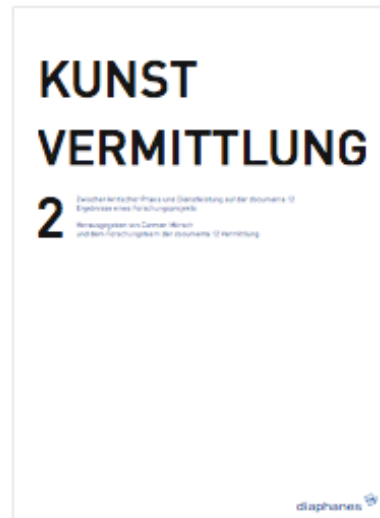 KUNST
VERMITTLUNG
2
Zwischen kritischer Praxis und Dienstleistung auf der documenta 12
Ergebnisse eines Forschungsprojekts
Herausgegeben von Carmen Mörsch
und dem Forschungsteam der documenta 12 Vermittlung
diaphanes